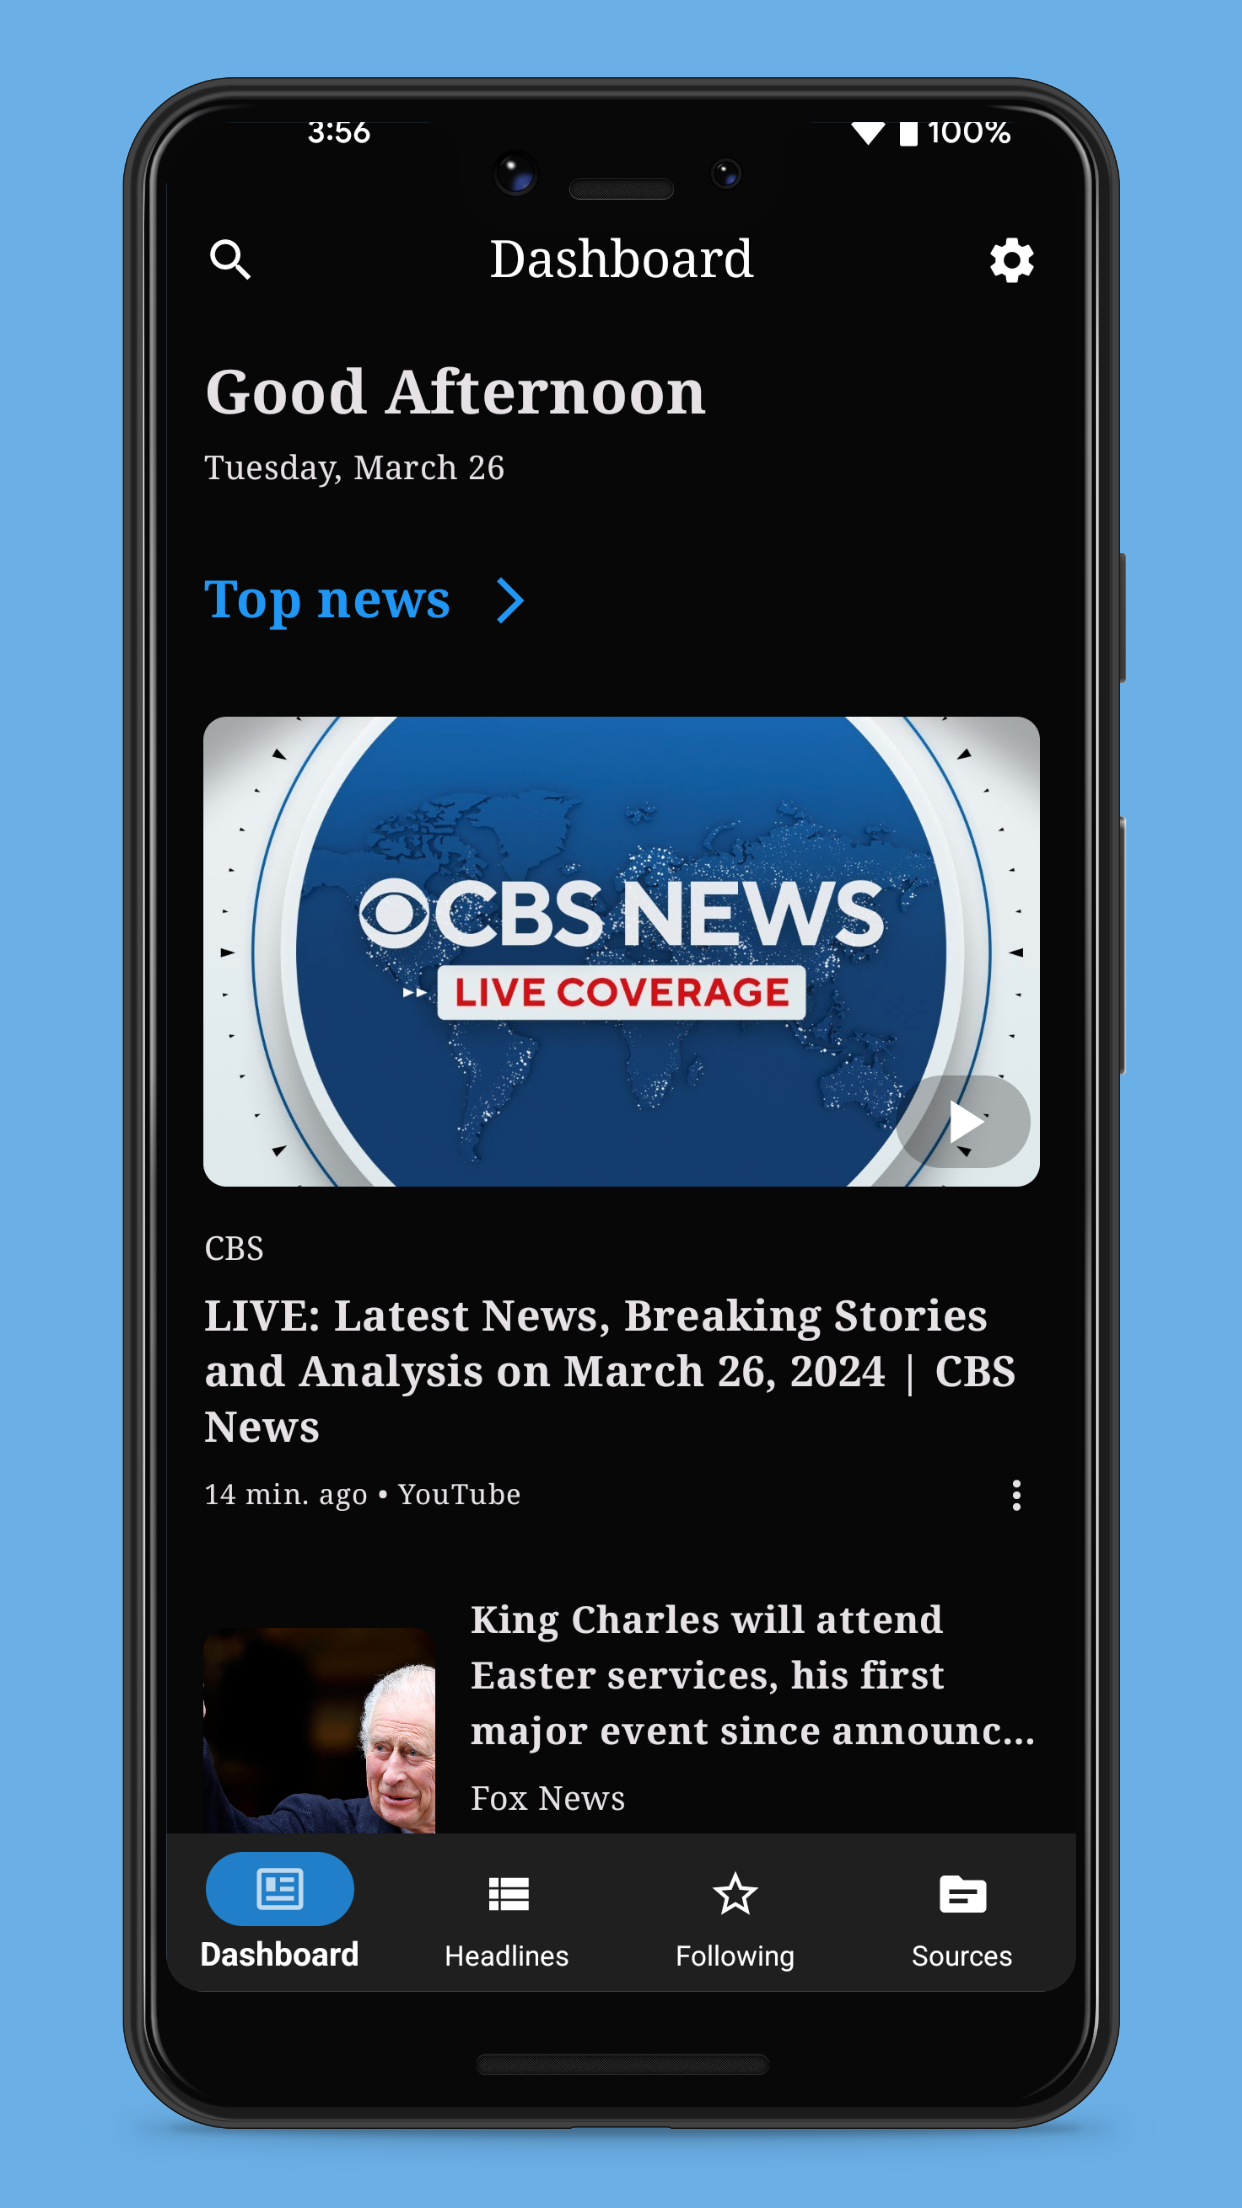 3:56
100%
Dashboard
Good Afternoon
Tuesday, March 26
Top news
CBS NEWS
LIVE COVERAGE
CBS
LIVE: Latest News, Breaking Stories
and Analysis on March 26, 2024 | CBS
News
14 min. ago • YouTube
King Charles will attend
Easter services, his first
major event since announc...
Fox News
Dashboard
Headlines
Following
Sources